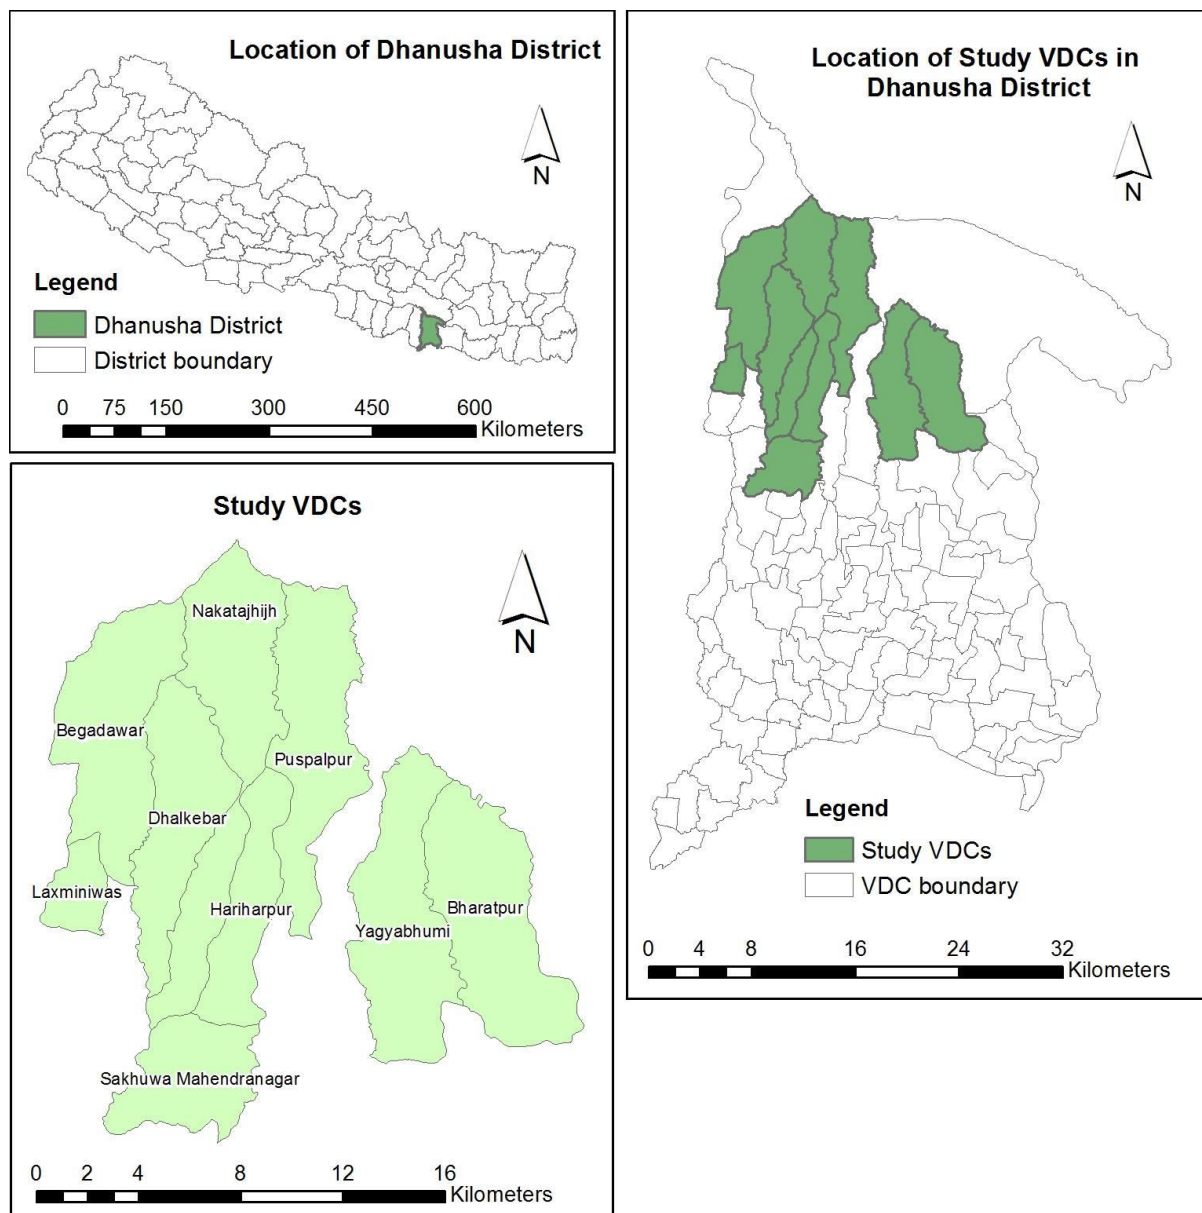 Location of Dhanusha District
N
Legend
Dhanusha District
District boundary
0 75 150 300 450 600
Kilometers
Study VDCs
N
Nakatajhijh
Begadawar
Puspalpur
Dhalkebar
Laxminiwas
Hariharpur
Bharatpur
Yagyabhumi
Sakhuwa Mahendranagar
0 2 4 8 12 16
Kilometers
Location of Study VDCs in
Dhanusha District
N
Legend
Study VDCs
VDC boundary
0 4 8 16 24 32
Kilometers